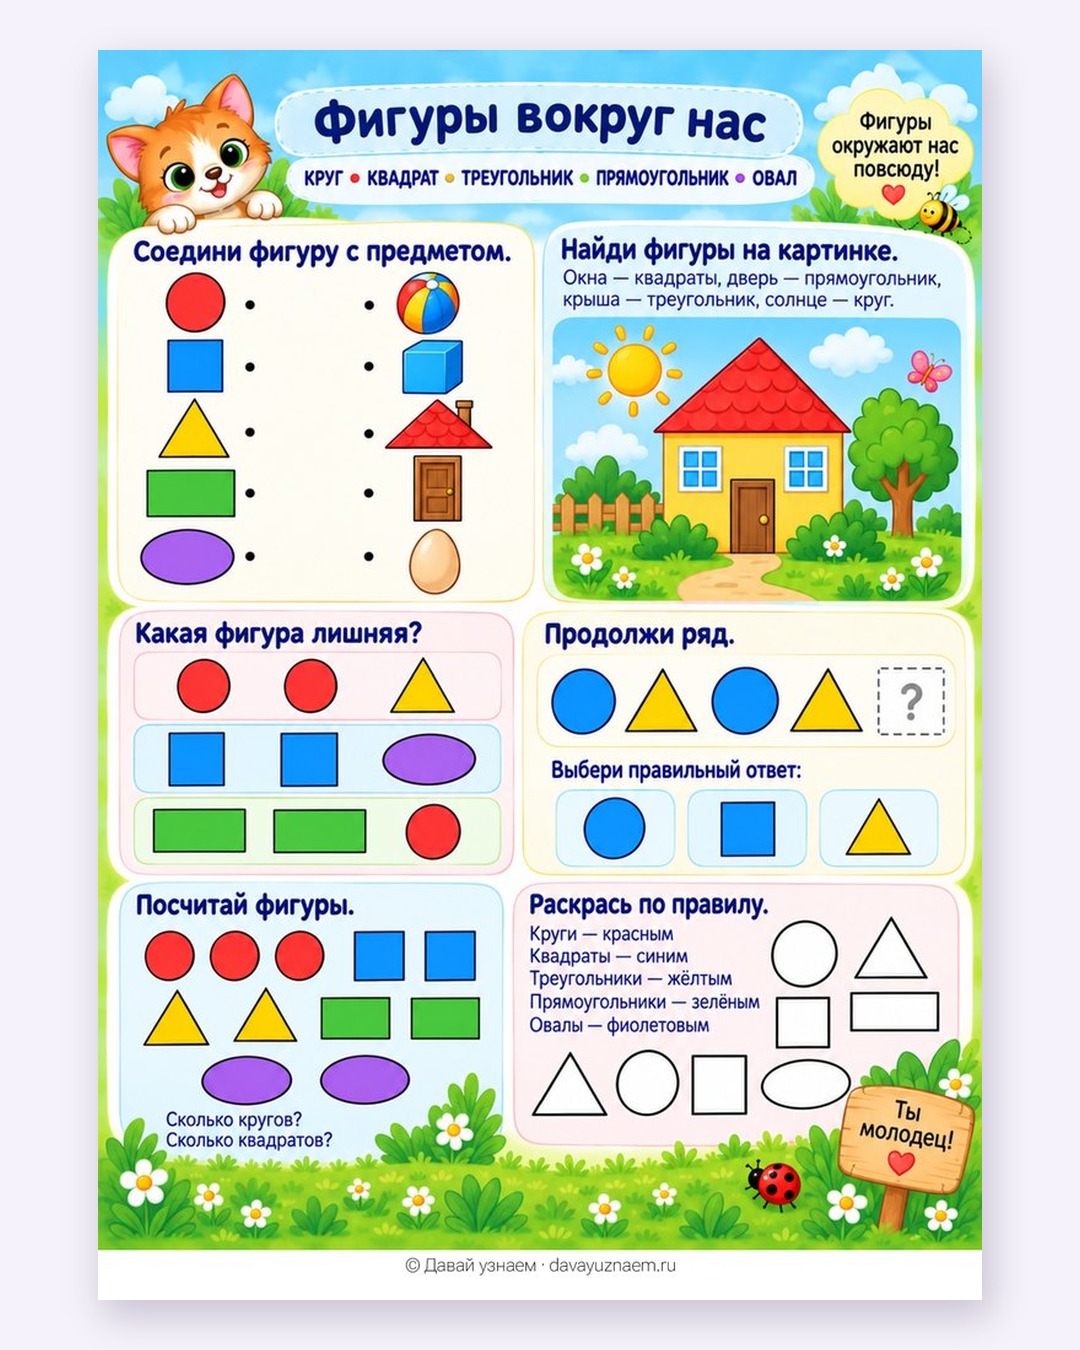 Фигуры вокруг нас
КРУГ • КВАДРАТ • ТРЕУГОЛЬНИК • ПРЯМОУГОЛЬНИК • ОВАЛ
Фигуры
окружают нас
повсюду!
Соедини фигуру с предметом.
Найди фигуры на картинке.
Окна — квадраты, дверь — прямоугольник,
крыша — треугольник, солнце — круг.
Какая фигура лишняя?
Продолжи ряд.
?
Выбери правильный ответ:
Посчитай фигуры.
Сколько кругов?
Сколько квадратов?
Раскрась по правилу.
Круги — красным
Квадраты — синим
Треугольники — жёлтым
Прямоугольники — зелёным
Овалы — фиолетовым
Ты
молодец!
© Давай узнаем · davayuznaem.ru